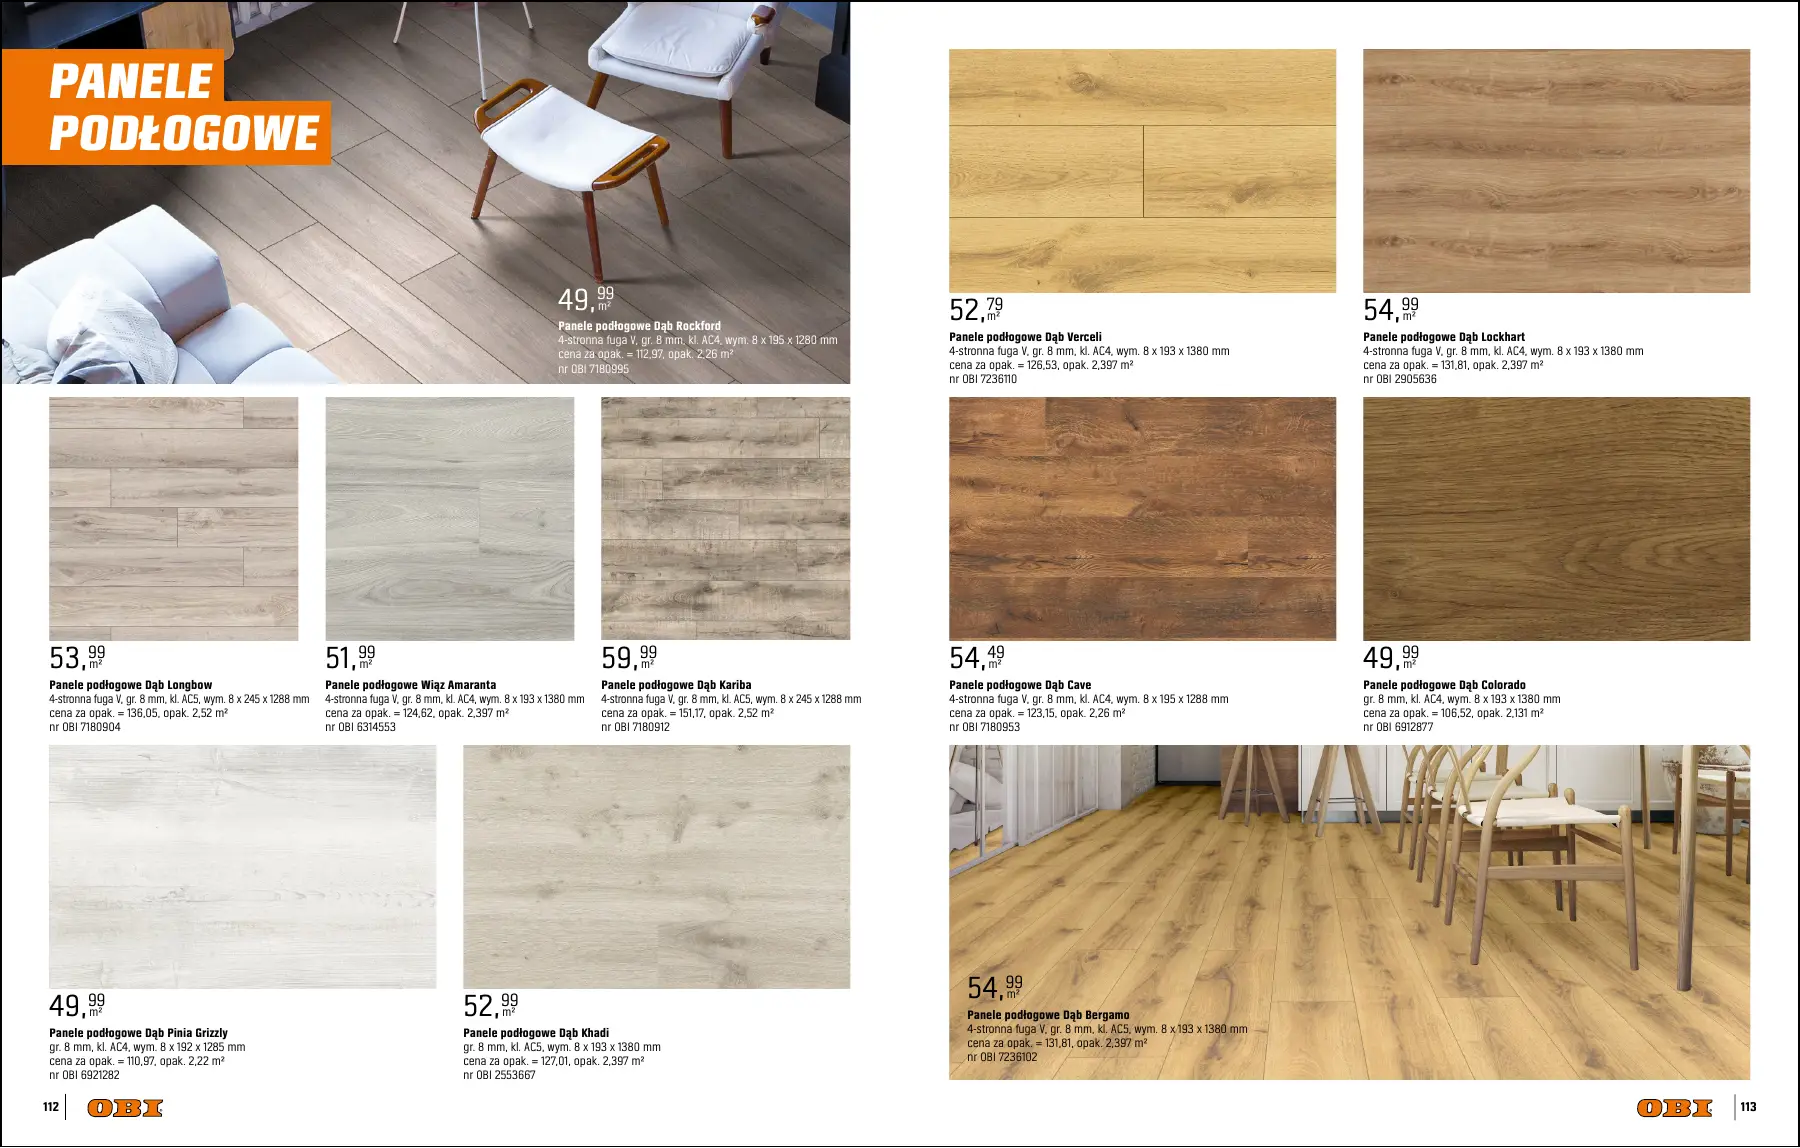 PANELE
PODŁOGOWE
49,99
m²
Panele podłogowe Dąb Rockford
4-stronna fuga V, gr. 8 mm, kl. AC4, wym. 8 x 195 x 1280 mm
cena za opak. = 112,97, opak. 2,26 m²
nr OBI 7180995
53,99
m²
Panele podłogowe Dąb Longbow
4-stronna fuga V, gr. 8 mm, kl. AC5, wym. 8 x 245 x 1288 mm
cena za opak. = 136,05, opak. 2,52 m²
nr OBI 7180904
51,99
m²
Panele podłogowe Wiąz Amaranta
4-stronna fuga V, gr. 8 mm, kl. AC4, wym. 8 x 193 x 1380 mm
cena za opak. = 124,62, opak. 2,397 m²
nr OBI 6314553
59,99
m²
Panele podłogowe Dąb Kariba
4-stronna fuga V, gr. 8 mm, kl. AC5, wym. 8 x 245 x 1288 mm
cena za opak. = 151,17, opak. 2,52 m²
nr OBI 7180912
49,99
m²
Panele podłogowe Dąb Pinia Grizzly
gr. 8 mm, kl. AC4, wym. 8 x 192 x 1285 mm
cena za opak. = 110,97, opak. 2,22 m²
nr OBI 6921282
52,99
m²
Panele podłogowe Dąb Khadi
gr. 8 mm, kl. AC5, wym. 8 x 193 x 1380 mm
cena za opak. = 127,01, opak. 2,397 m²
nr OBI 2553667
112
OBI
52,79
m²
Panele podłogowe Dąb Verceli
4-stronna fuga V, gr. 8 mm, kl. AC4, wym. 8 x 193 x 1380 mm
cena za opak. = 126,53, opak. 2,397 m²
nr OBI 7236110
54,99
m²
Panele podłogowe Dąb Lockhart
4-stronna fuga V, gr. 8 mm, kl. AC4, wym. 8 x 193 x 1380 mm
cena za opak. = 131,81, opak. 2,397 m²
nr OBI 2905636
54,49
m²
Panele podłogowe Dąb Cave
4-stronna fuga V, gr. 8 mm, kl. AC4, wym. 8 x 195 x 1288 mm
cena za opak. = 123,15, opak. 2,26 m²
nr OBI 7180953
49,99
m²
Panele podłogowe Dąb Colorado
gr. 8 mm, kl. AC4, wym. 8 x 193 x 1380 mm
cena za opak. = 106,52, opak. 2,131 m²
nr OBI 6912877
54,99
m²
Panele podłogowe Dąb Bergamo
4-stronna fuga V, gr. 8 mm, kl. AC5, wym. 8 x 193 x 1380 mm
cena za opak. = 131,81, opak. 2,397 m²
nr OBI 7236102
OBI
113